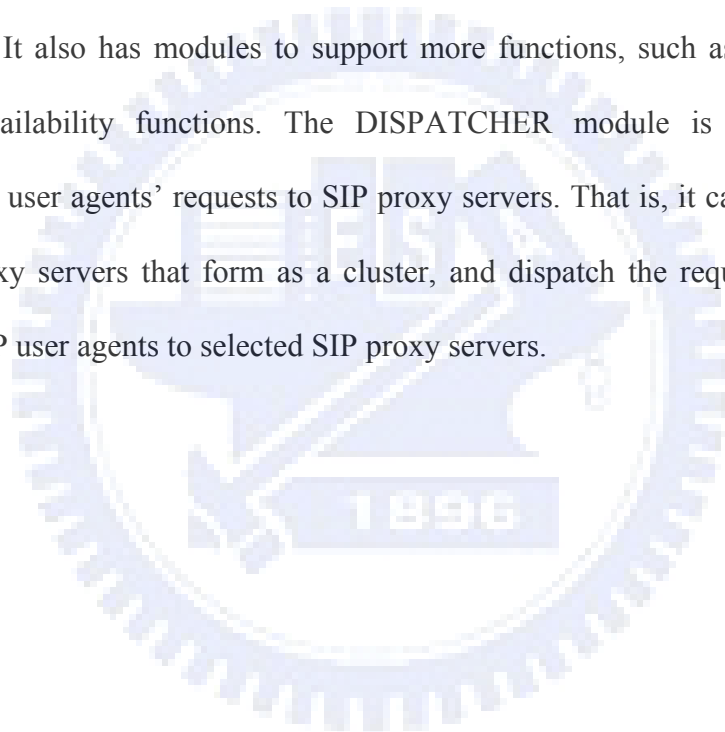 It also has modules to support more functions, such as
ailability functions. The DISPATCHER module is
user agents’ requests to SIP proxy servers. That is, it ca
xy servers that form as a cluster, and dispatch the requ
P user agents to selected SIP proxy servers.
E S
1896